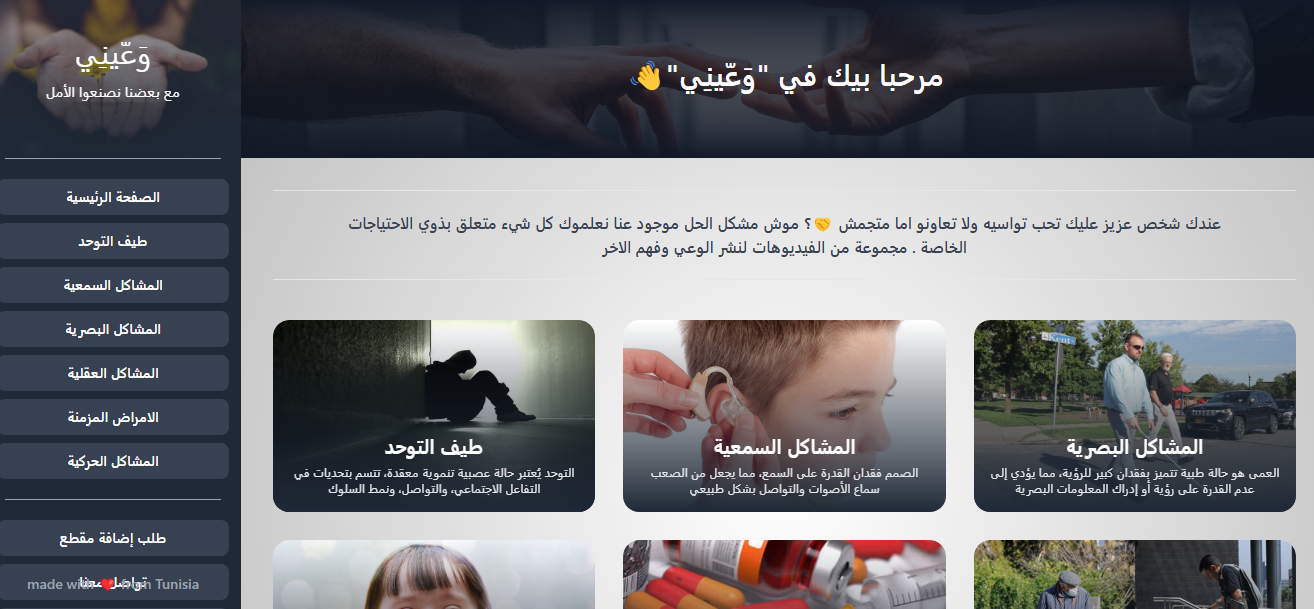 وَعّينِي
مع بعضنا نصنعوا الأمل
الصفحة الرئيسية
طيف التوحد
المشاكل السمعية
المشاكل البصرية
المشاكل العقلية
الامراض المزمنة
المشاكل الحركية
طلب إضافة مقطع
تواصل معنا
made with ❤️ from Tunisia
مرحبا بيك في "وَعّينِي"👋
عندك شخص عزيز عليك تحب تواسيه ولا تعاونو اما متجمش 🤝؟ موش مشكل الحل موجود عنا نعلموك كل شيء متعلق بذوي الاحتياجات
الخاصة . مجموعة من الفيديوهات لنشر الوعي وفهم الاخر
المشاكل البصرية
العمى هو حالة طبية تتميز بفقدان كبير للرؤية، مما يؤدي إلى
عدم القدرة على رؤية أو إدراك المعلومات البصرية
المشاكل السمعية
الصمم فقدان القدرة على السمع، مما يجعل من الصعب
سماع الأصوات والتواصل بشكل طبيعي
طيف التوحد
التوحد يُعتبر حالة عصبية تنموية معقدة، تتسم بتحديات في
التفاعل الاجتماعي، والتواصل، ونمط السلوك
Kent